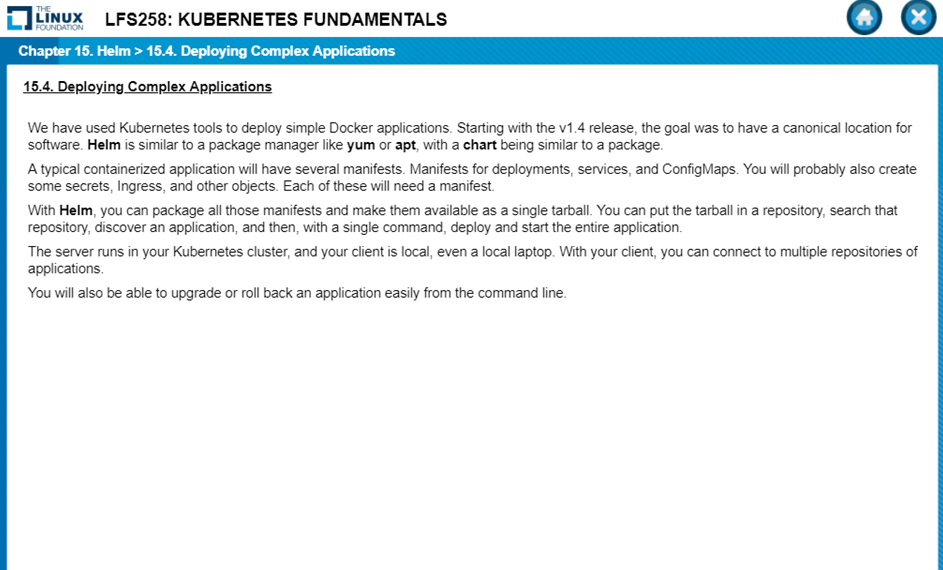 THE
LINUX
FOUNDATION
LFS258: KUBERNETES FUNDAMENTALS
Chapter 15. Helm > 15.4. Deploying Complex Applications
15.4. Deploying Complex Applications
We have used Kubernetes tools to deploy simple Docker applications. Starting with the v1.4 release, the goal was to have a canonical location for
software. Helm is similar to a package manager like yum or apt, with a chart being similar to a package.
A typical containerized application will have several manifests. Manifests for deployments, services, and ConfigMaps. You will probably also create
some secrets, Ingress, and other objects. Each of these will need a manifest.
With Helm, you can package all those manifests and make them available as a single tarball. You can put the tarball in a repository, search that
repository, discover an application, and then, with a single command, deploy and start the entire application.
The server runs in your Kubernetes cluster, and your client is local, even a local laptop. With your client, you can connect to multiple repositories of
applications.
You will also be able to upgrade or roll back an application easily from the command line.